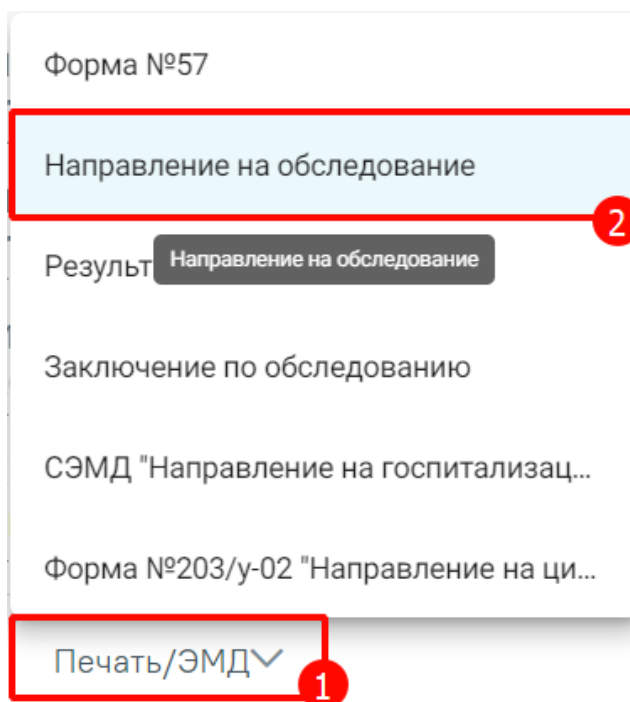 Форма №57
Направление на обследование
2
Результ
Направление на обследование
Заключение по обследованию
СЭМД "Направление на госпитализац...
Форма №203/у-02 "Направление на ци...
Печать/ЭМД
1